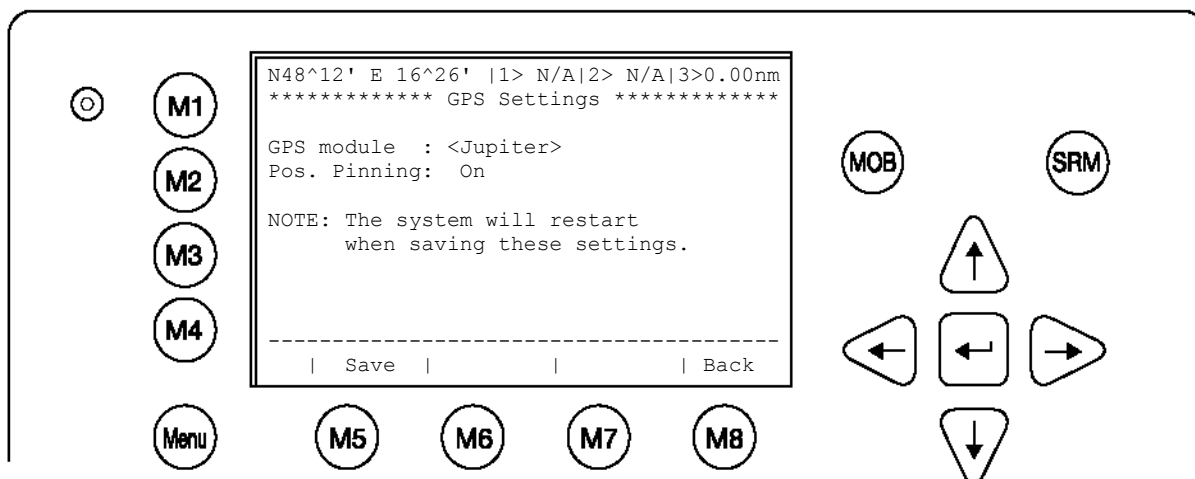 N48^12' E 16^26' |1> N/A|2> N/A|3>0.00nm
************* GPS Settings *************
GPS module  : <Jupiter>
Pos. Pinning:  On
NOTE: The system will restart
when saving these settings.
----------------------------------------
| Save | | | Back
M1
M2
M3
M4
Menu
M5
M6
M7
M8
MOB
SRM